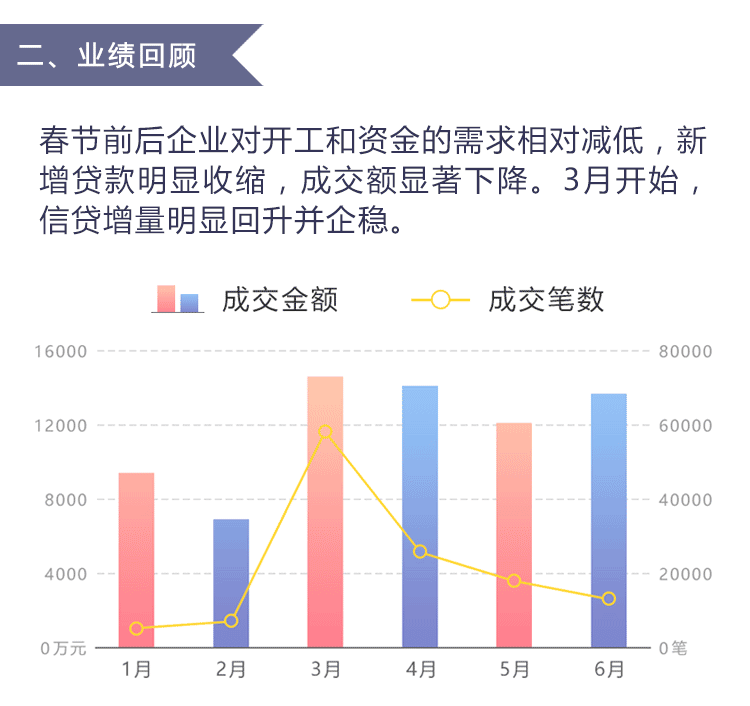 二、业绩回顾
春节前后企业对开工和资金的需求相对减低，新
增贷款明显收缩，成交额显著下降。3月开始，
信贷增量明显回升并企稳。
成交金额 成交笔数
16000 80000
12000 60000
8000 40000
4000 20000
0万元 0笔
1月 2月 3月 4月 5月 6月